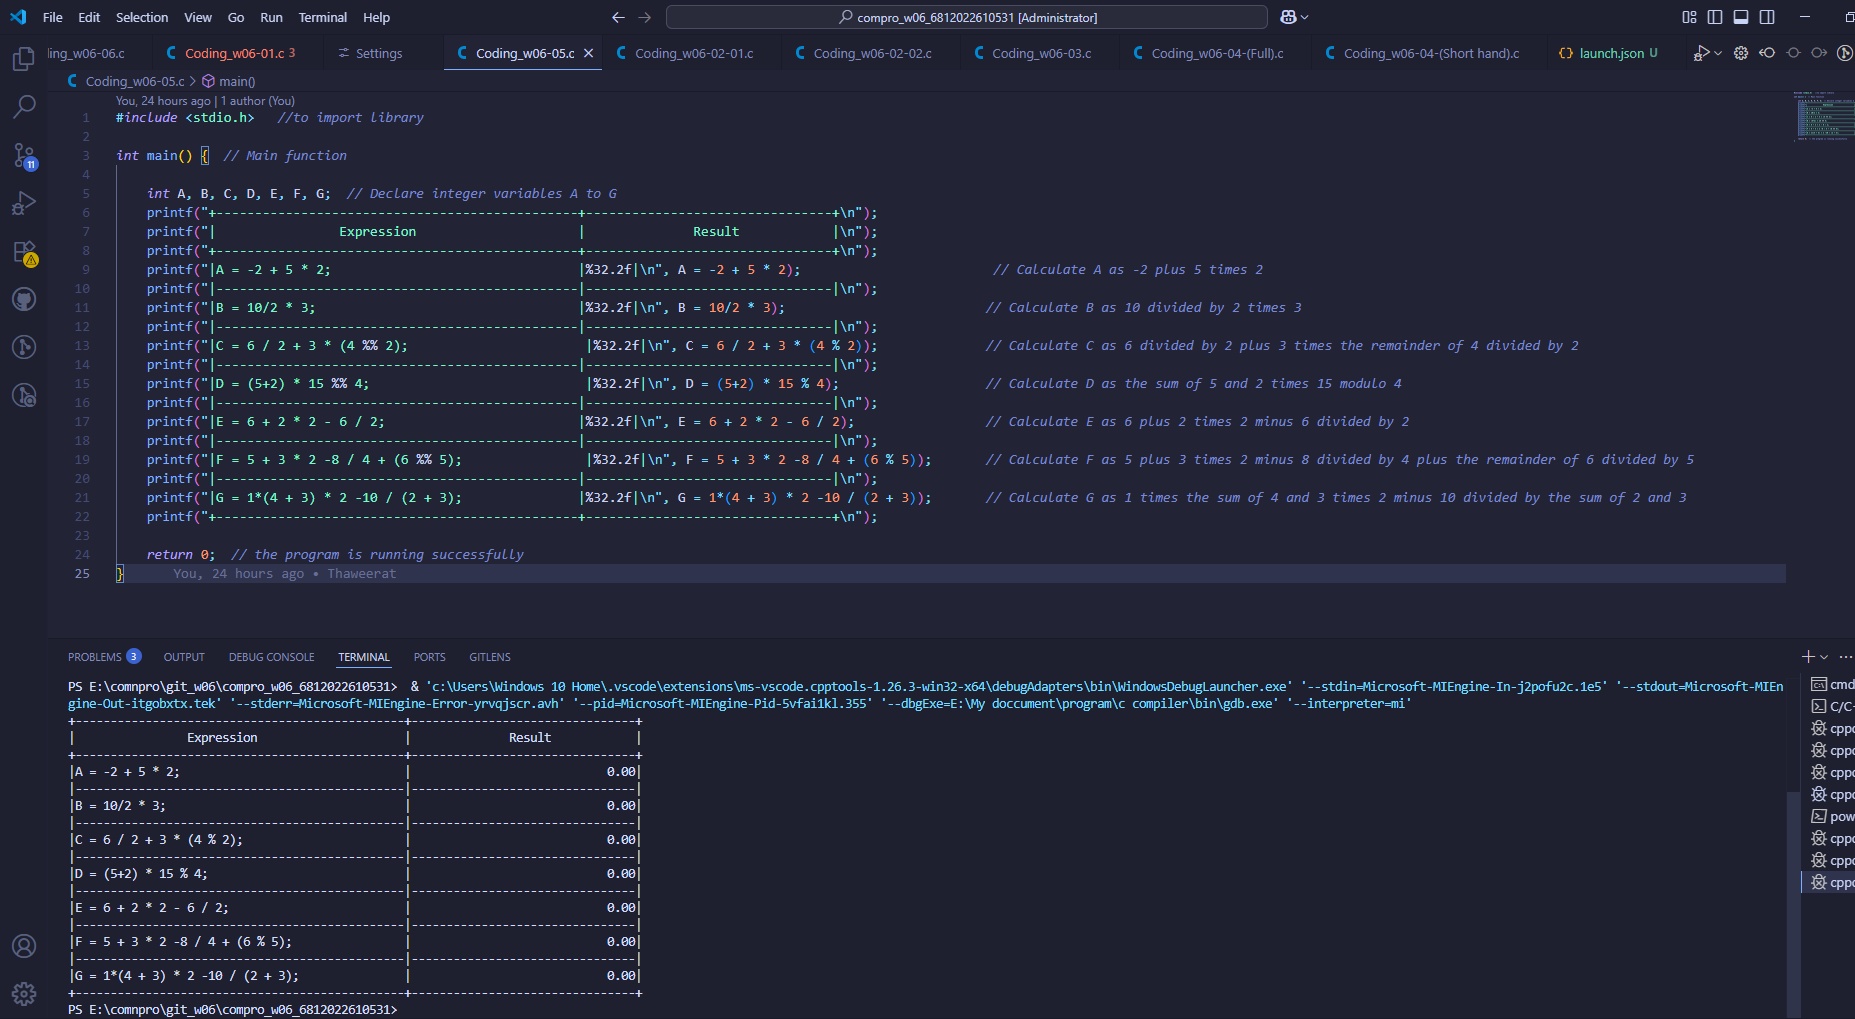 File Edit Selection View Go Run Terminal Help
compro_w06_6812022610531 [Administrator]
ing_w06-06.c
Coding_w06-01.c 3
Settings
Coding_w06-05.c
Coding_w06-02-01.c
Coding_w06-02-02.c
Coding_w06-03.c
Coding_w06-04-(Full).c
Coding_w06-04-(Short hand).c
{} launch.json U
Coding_w06-05.c > main()
You, 24 hours ago | 1 author (You)
1 #include <stdio.h>   //to import library
2
3 int main() {  // Main function
4
5     int A, B, C, D, E, F, G;  // Declare integer variables A to G
6     printf("+-----------------------------------------------+--------------------------------+\n");
7     printf("|                Expression                     |              Result            |\n");
8     printf("+-----------------------------------------------+--------------------------------+\n");
9     printf("|A = -2 + 5 * 2;                                |%32.2f|\n", A = -2 + 5 * 2);                         // Calculate A as -2 plus 5 times 2
10     printf("|-----------------------------------------------|--------------------------------|\n");
11     printf("|B = 10/2 * 3;                                  |%32.2f|\n", B = 10/2 * 3);                          // Calculate B as 10 divided by 2 times 3
12     printf("|-----------------------------------------------|--------------------------------|\n");
13     printf("|C = 6 / 2 + 3 * (4 %% 2);                       |%32.2f|\n", C = 6 / 2 + 3 * (4 % 2));              // Calculate C as 6 divided by 2 plus 3 times the remainder of 4 divided by 2
14     printf("|-----------------------------------------------|--------------------------------|\n");
15     printf("|D = (5+2) * 15 %% 4;                            |%32.2f|\n", D = (5+2) * 15 % 4);                   // Calculate D as the sum of 5 and 2 times 15 modulo 4
16     printf("|-----------------------------------------------|--------------------------------|\n");
17     printf("|E = 6 + 2 * 2 - 6 / 2;                         |%32.2f|\n", E = 6 + 2 * 2 - 6 / 2);                 // Calculate E as 6 plus 2 times 2 minus 6 divided by 2
18     printf("|-----------------------------------------------|--------------------------------|\n");
19     printf("|F = 5 + 3 * 2 -8 / 4 + (6 %% 5);                |%32.2f|\n", F = 5 + 3 * 2 -8 / 4 + (6 % 5));       // Calculate F as 5 plus 3 times 2 minus 8 divided by 4 plus the remainder of 6 divided by 5
20     printf("|-----------------------------------------------|--------------------------------|\n");
21     printf("|G = 1*(4 + 3) * 2 -10 / (2 + 3);               |%32.2f|\n", G = 1*(4 + 3) * 2 -10 / (2 + 3));       // Calculate G as 1 times the sum of 4 and 3 times 2 minus 10 divided by the sum of 2 and 3
22     printf("+-----------------------------------------------+--------------------------------+\n");
23
24     return 0;  // the program is running successfully
25 }      You, 24 hours ago • Thaweerat
11
PROBLEMS 3 OUTPUT DEBUG CONSOLE TERMINAL PORTS GITLENS
PS E:\comnpro\git_w06\compro_w06_6812022610531>  & 'c:\Users\Windows 10 Home\.vscode\extensions\ms-vscode.cpptools-1.26.3-win32-x64\debugAdapters\bin\WindowsDebugLauncher.exe' '--stdin=Microsoft-MIEngine-In-j2pofu2c.1e5' '--stdout=Microsoft-MIEn
gine-Out-itgobxtx.tek' '--stderr=Microsoft-MIEngine-Error-yrvqjscr.avh' '--pid=Microsoft-MIEngine-Pid-5vfai1kl.355' '--dbgExe=E:\My doccument\program\c compiler\bin\gdb.exe' '--interpreter=mi'
+-----------------------------------------------+--------------------------------+
|                Expression                     |              Result            |
+-----------------------------------------------+--------------------------------+
|A = -2 + 5 * 2;                                |                            0.00|
|-----------------------------------------------|--------------------------------|
|B = 10/2 * 3;                                  |                            0.00|
|-----------------------------------------------|--------------------------------|
|C = 6 / 2 + 3 * (4 % 2);                       |                            0.00|
|-----------------------------------------------|--------------------------------|
|D = (5+2) * 15 % 4;                            |                            0.00|
|-----------------------------------------------|--------------------------------|
|E = 6 + 2 * 2 - 6 / 2;                         |                            0.00|
|-----------------------------------------------|--------------------------------|
|F = 5 + 3 * 2 -8 / 4 + (6 % 5);                |                            0.00|
|-----------------------------------------------|--------------------------------|
|G = 1*(4 + 3) * 2 -10 / (2 + 3);               |                            0.00|
+-----------------------------------------------+--------------------------------+
PS E:\comnpro\git_w06\compro_w06_6812022610531>
cmd
C/C-
cppd
cppd
cppd
cppd
pow
cppd
cppd
cppd